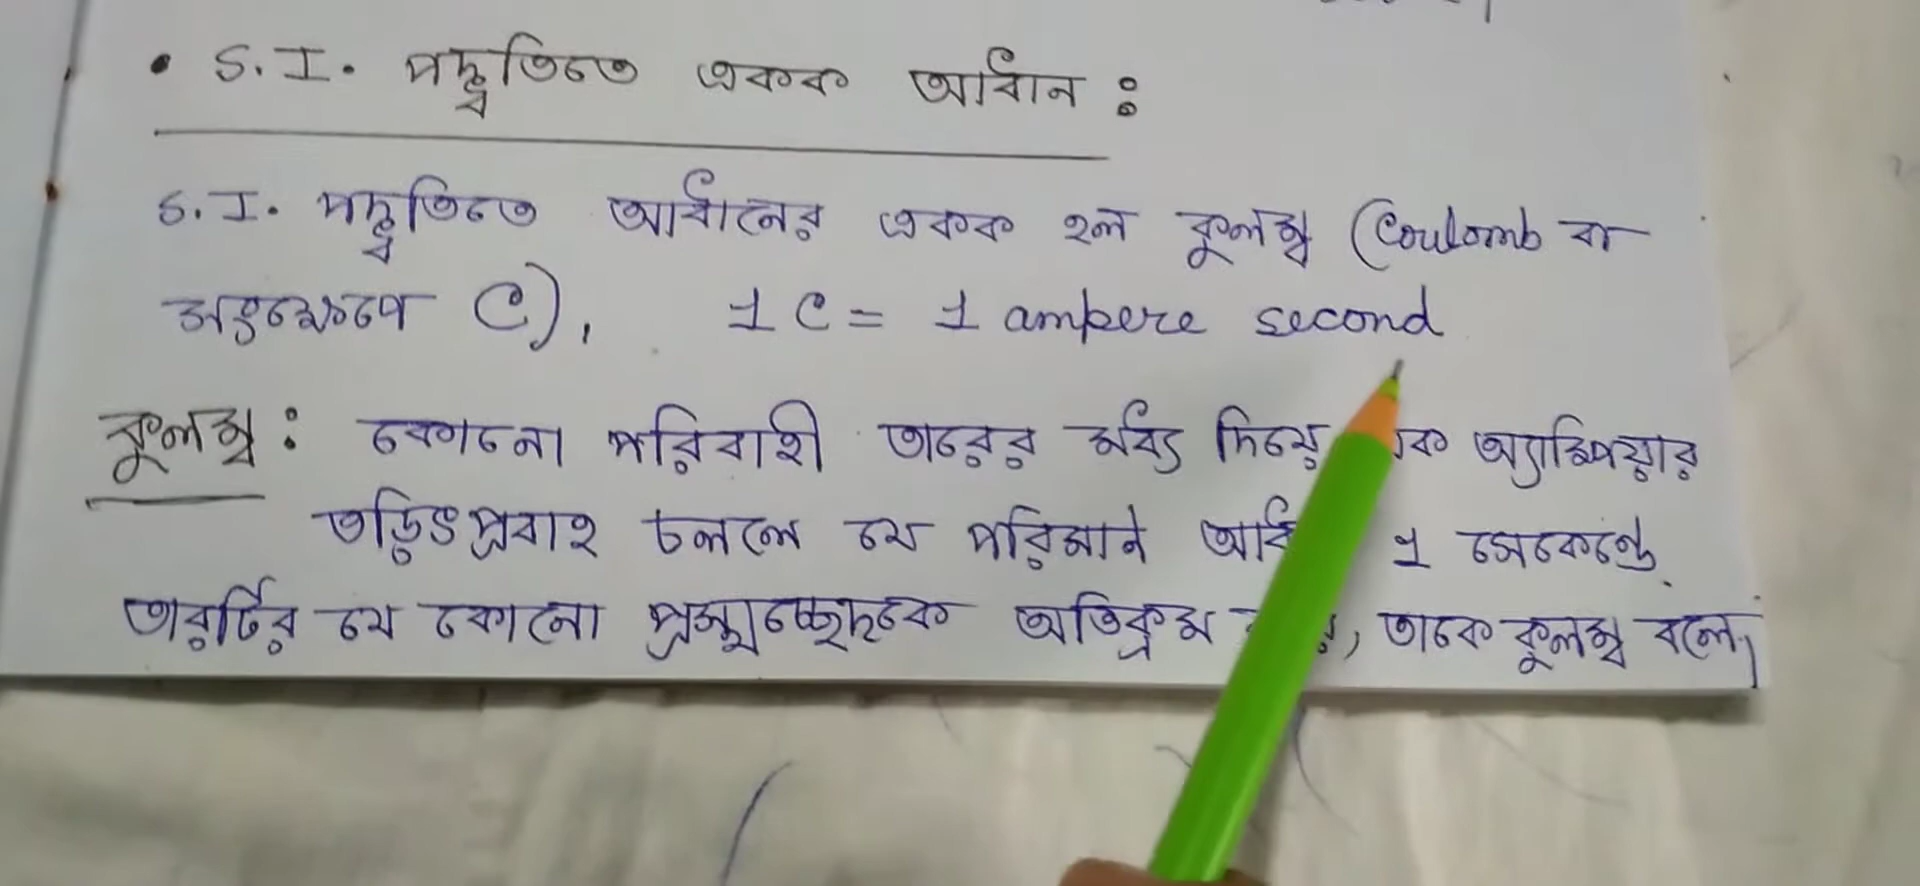 • S.I. পদ্ধতিতে একক আধান :
S.I. পদ্ধতিতে আধানের একক হল কুলম্ব (Coulomb বা
সংক্ষেপে C), 1 C = 1 ampere second
কুলম্ব : কোনো পরিবাহী তারের মধ্য দিয়ে অ্যাম্পিয়ার
তড়িৎপ্রবাহ চললে যে পরিমান 1 সেকেন্ডে
তারটির যে কোনো প্রস্থচ্ছেদকে অতিক্রম , তাকে কুলম্ব বলে।